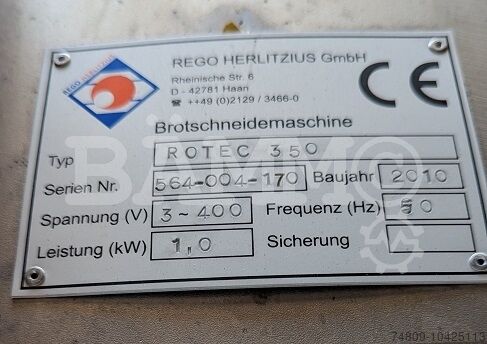 REGO HERLITZIUS
REGO HERLITZIUS GmbH
Rheinische Str. 6
D - 42781 Haan
☎ ++49 (0)2129 / 3466-0
CE
Brotschneidemaschine
Typ ROTEC 350
Serien Nr. 564-004-170 Baujahr 2010
Spannung (V) 3~400 Frequenz (Hz) 50
Leistung (kW) 1,0 Sicherung
74809-10425113